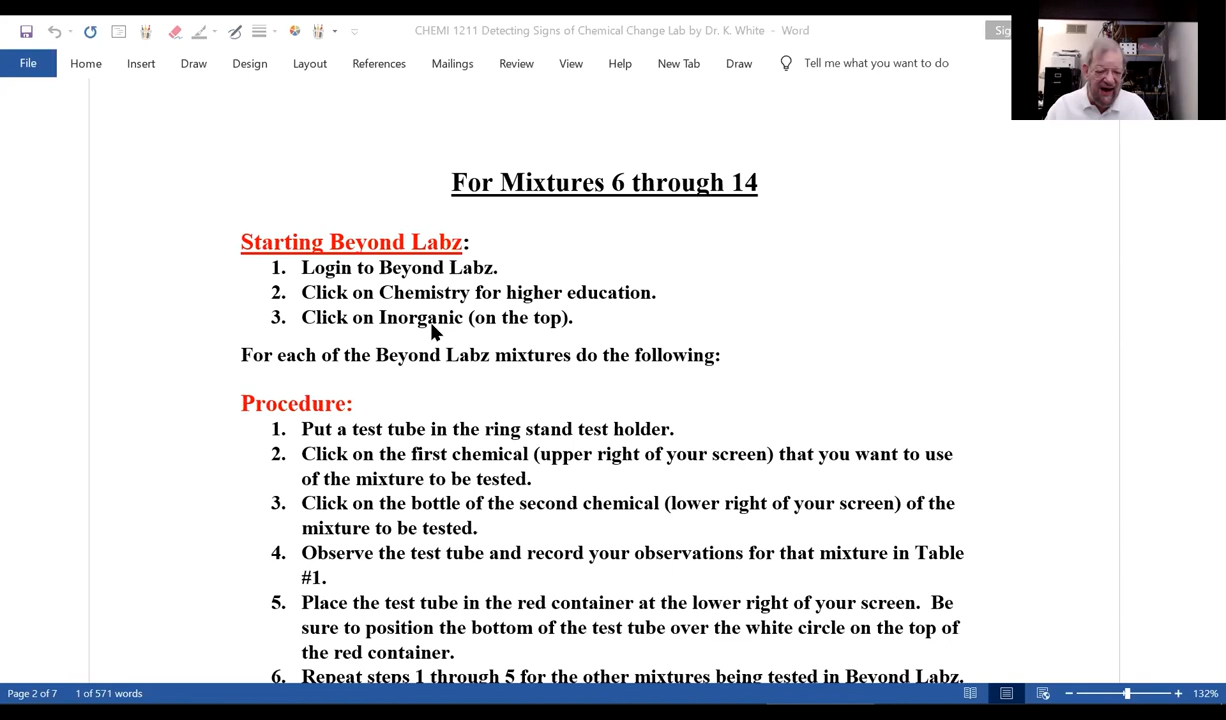 CHEMI 1211 Detecting Signs of Chemical Change Lab by Dr. K. White - Word
File Home Insert Draw Design Layout References Mailings Review View Help New Tab Draw Tell me what you want to do
For Mixtures 6 through 14
Starting Beyond Labz:
1. Login to Beyond Labz.
2. Click on Chemistry for higher education.
3. Click on Inorganic (on the top).
For each of the Beyond Labz mixtures do the following:
Procedure:
1. Put a test tube in the ring stand test holder.
2. Click on the first chemical (upper right of your screen) that you want to use
of the mixture to be tested.
3. Click on the bottle of the second chemical (lower right of your screen) of the
mixture to be tested.
4. Observe the test tube and record your observations for that mixture in Table
#1.
5. Place the test tube in the red container at the lower right of your screen.  Be
sure to position the bottom of the test tube over the white circle on the top of
the red container.
6. Repeat steps 1 through 5 for the other mixtures being tested in Beyond Labz.
Page 2 of 7 1 of 571 words 132%